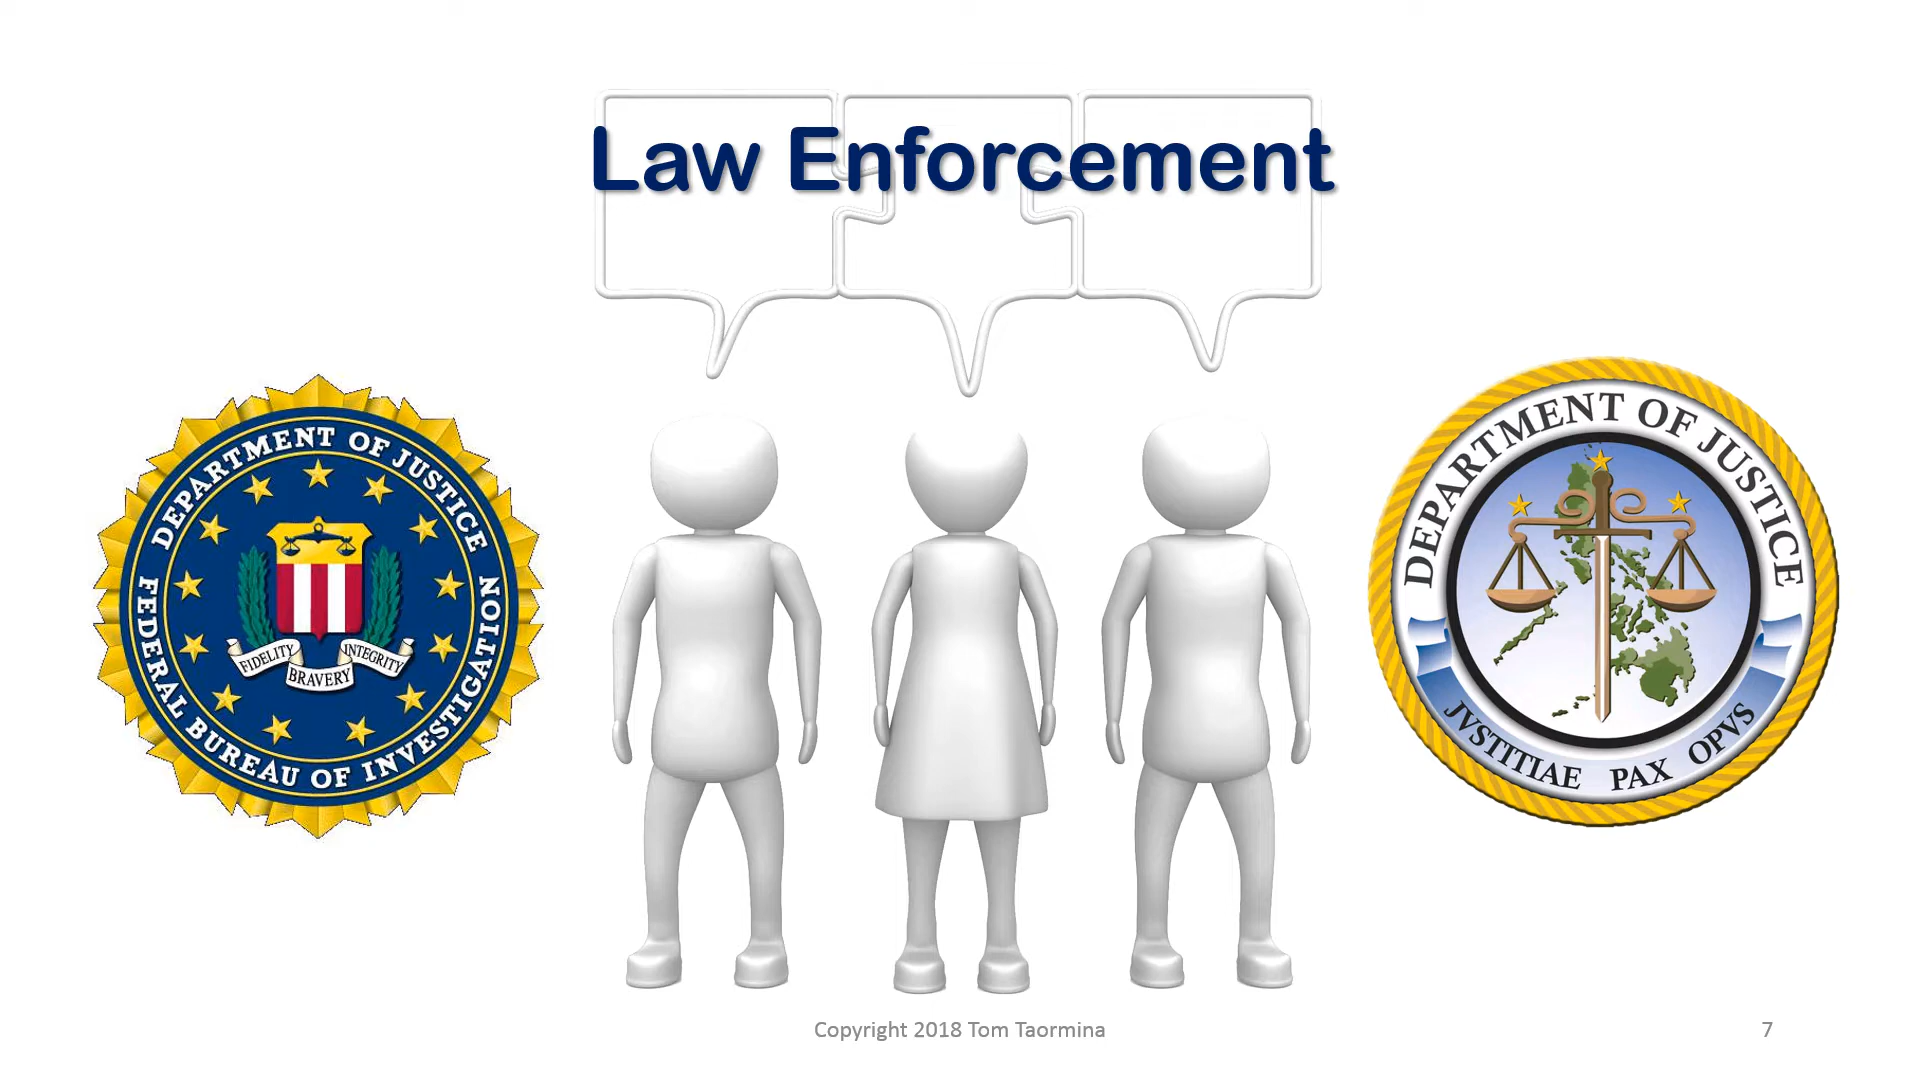 Law Enforcement
DEPARTMENT OF JUSTICE
FEDERAL BUREAU OF INVESTIGATION
FIDELITY
BRAVERY
INTEGRITY
DEPARTMENT OF JUSTICE
JVSTITIAE PAX OPVS
Copyright 2018 Tom Taormina
7